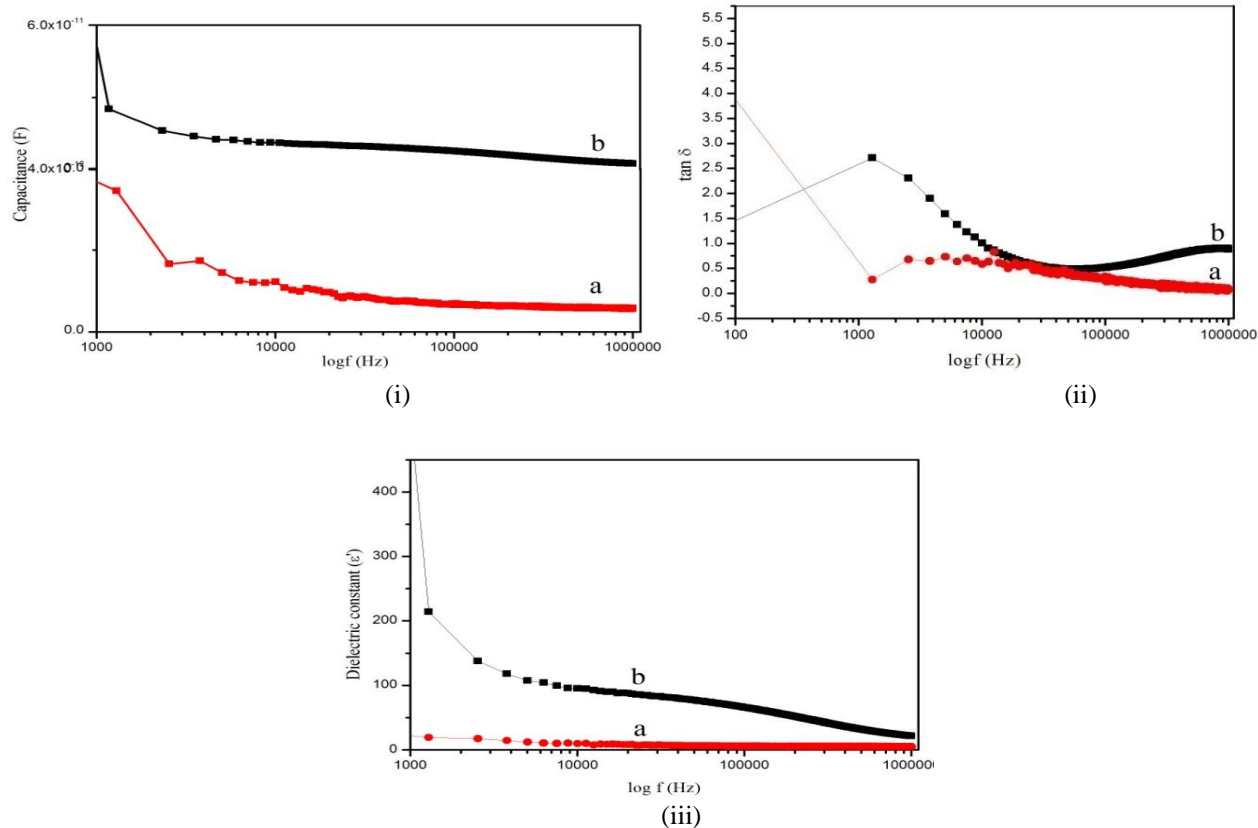 6.0x10⁻¹¹
Capacitance (F)
b
a
0.0
1000
10000
100000
1000000
logf (Hz)
(i)
5.5
5.0
4.5
4.0
3.5
3.0
2.5
2.0
1.5
1.0
0.5
0.0
-0.5
tan δ
b
a
100
1000
10000
100000
1000000
logf (Hz)
(ii)
400
300
200
100
0
Dielectric constant (ε')
b
a
1000
10000
100000
1000000
log f (Hz)
(iii)